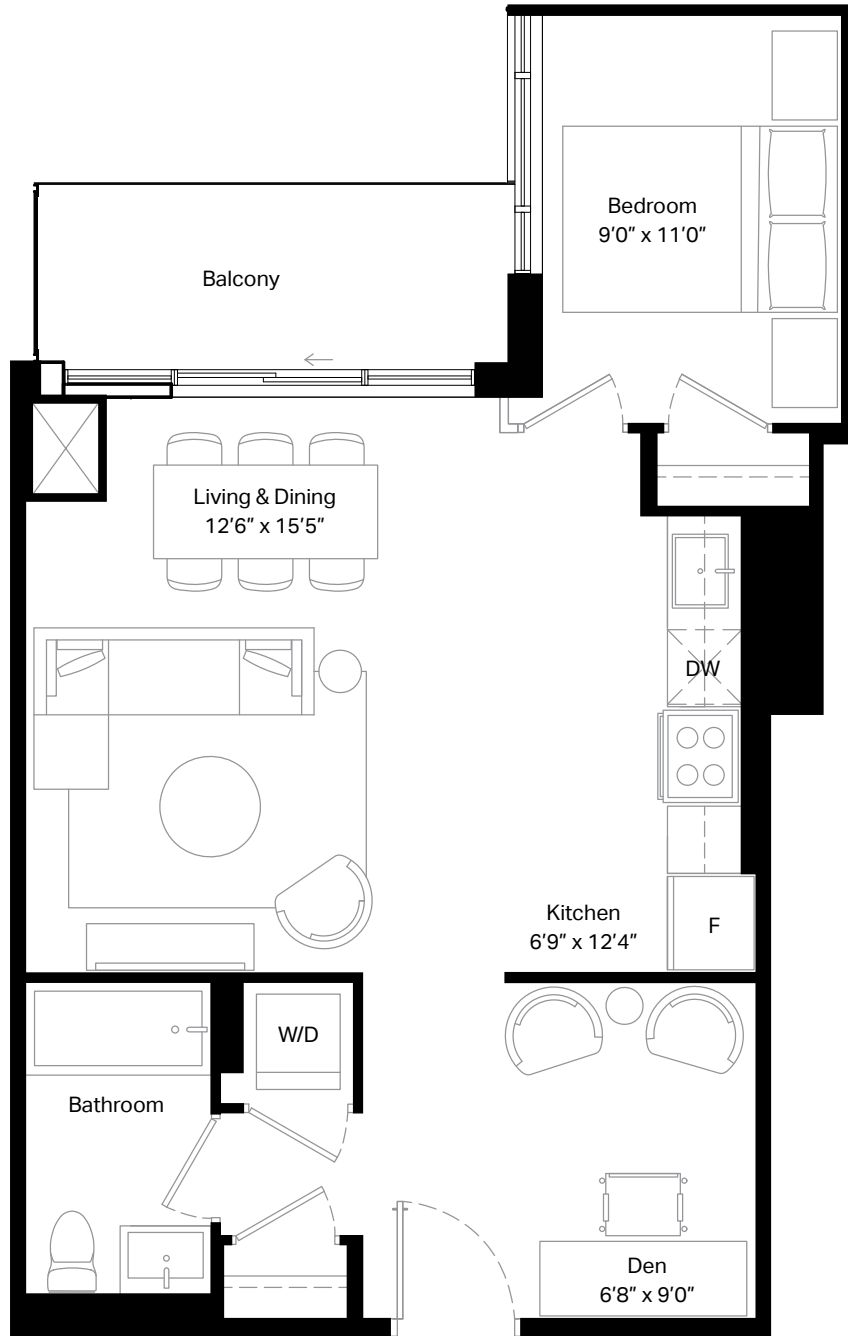 Bedroom
9’0” x 11’0”
Balcony
Living & Dining
12’6” x 15’5”
DW
Kitchen
6’9” x 12’4”
F
W/D
Bathroom
Den
6’8” x 9’0”